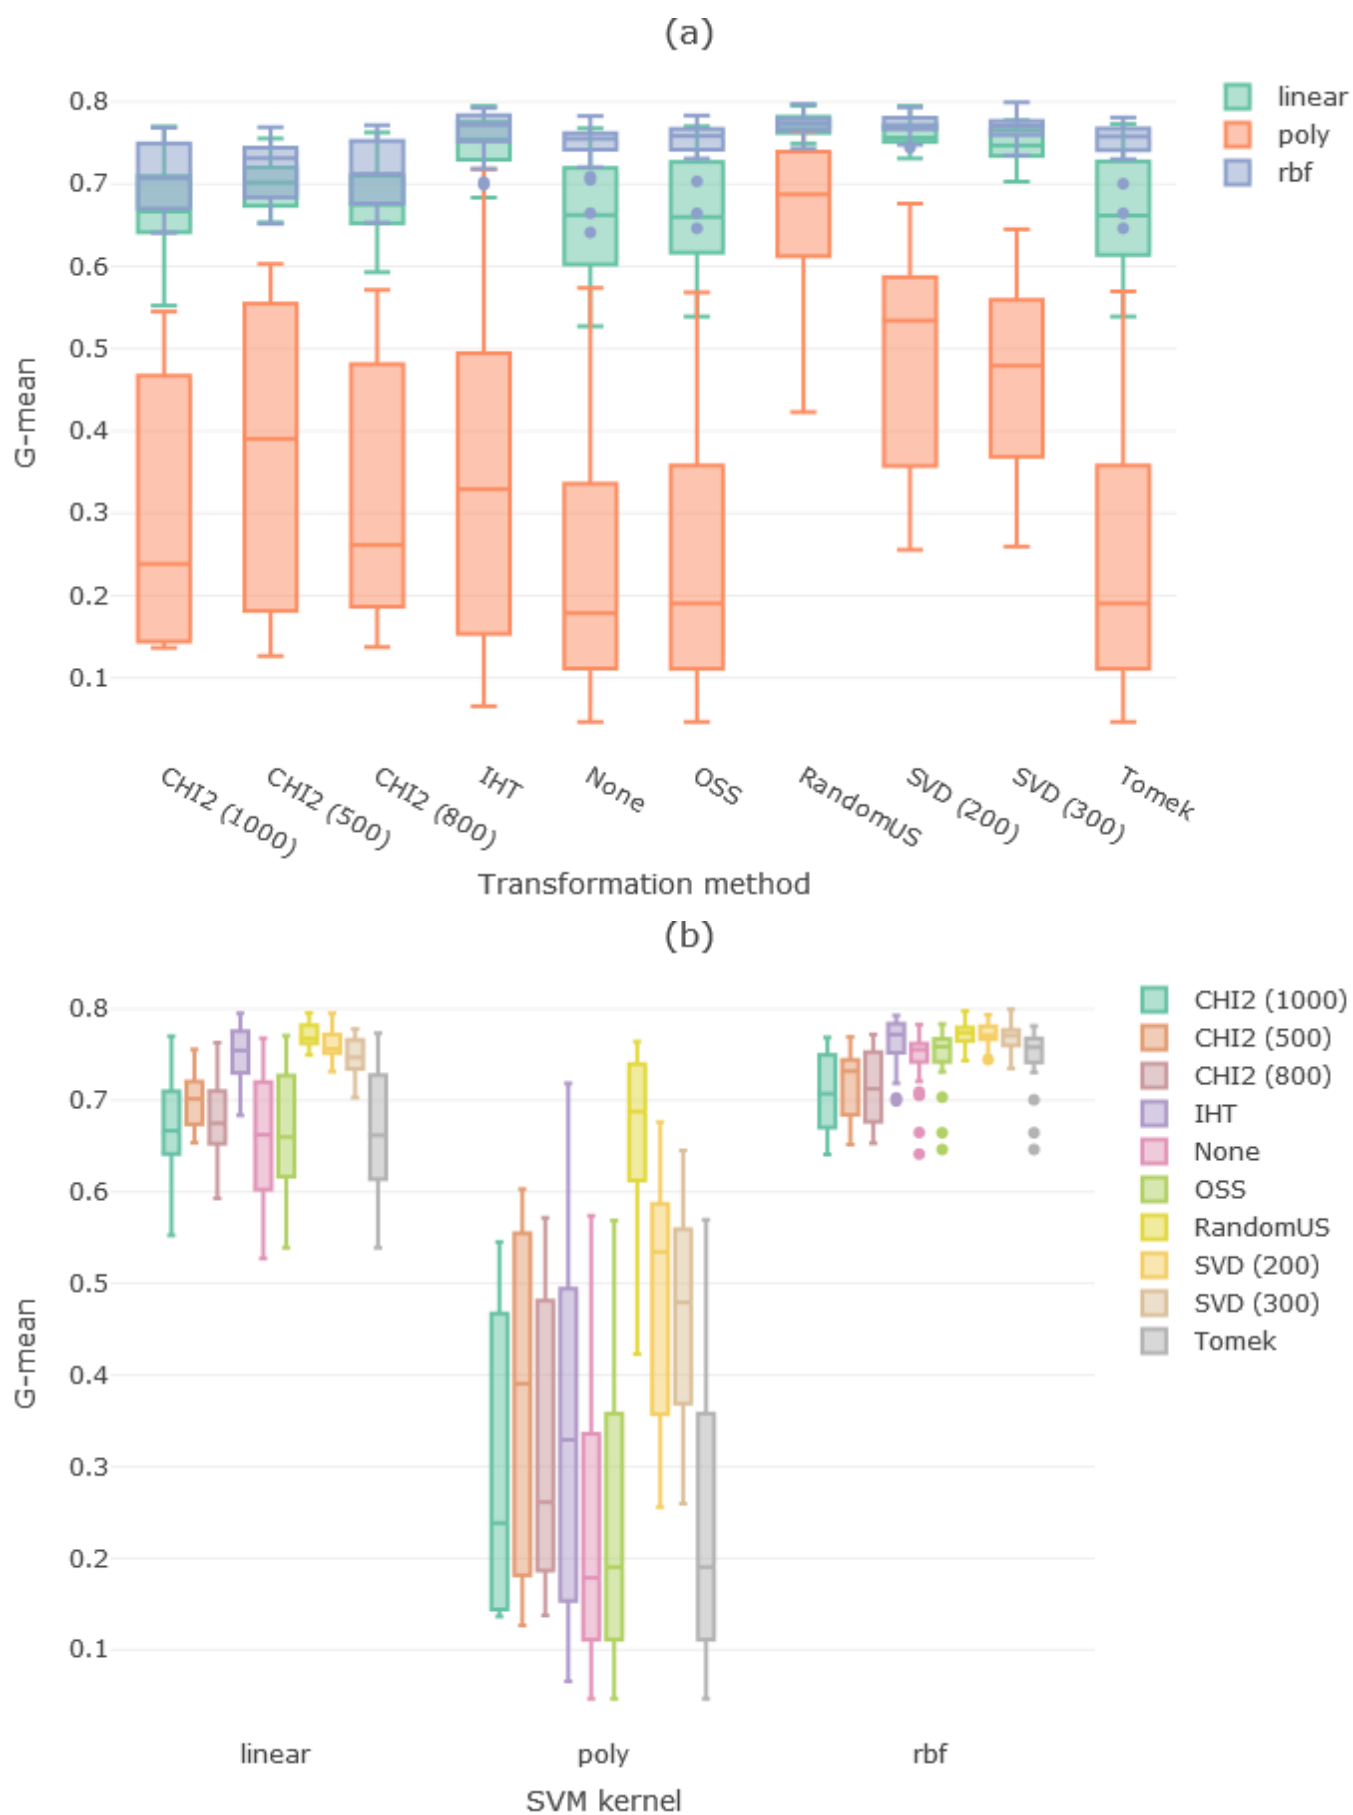 (a)
0.8
0.7
0.6
0.5
0.4
0.3
0.2
0.1
G-mean
linear
poly
rbf
CHI2 (1000)
CHI2 (500)
CHI2 (800)
IHT
None
OSS
RandomUS
SVD (200)
SVD (300)
Tomek
Transformation method
(b)
0.8
0.7
0.6
0.5
0.4
0.3
0.2
0.1
G-mean
CHI2 (1000)
CHI2 (500)
CHI2 (800)
IHT
None
OSS
RandomUS
SVD (200)
SVD (300)
Tomek
linear
poly
rbf
SVM kernel